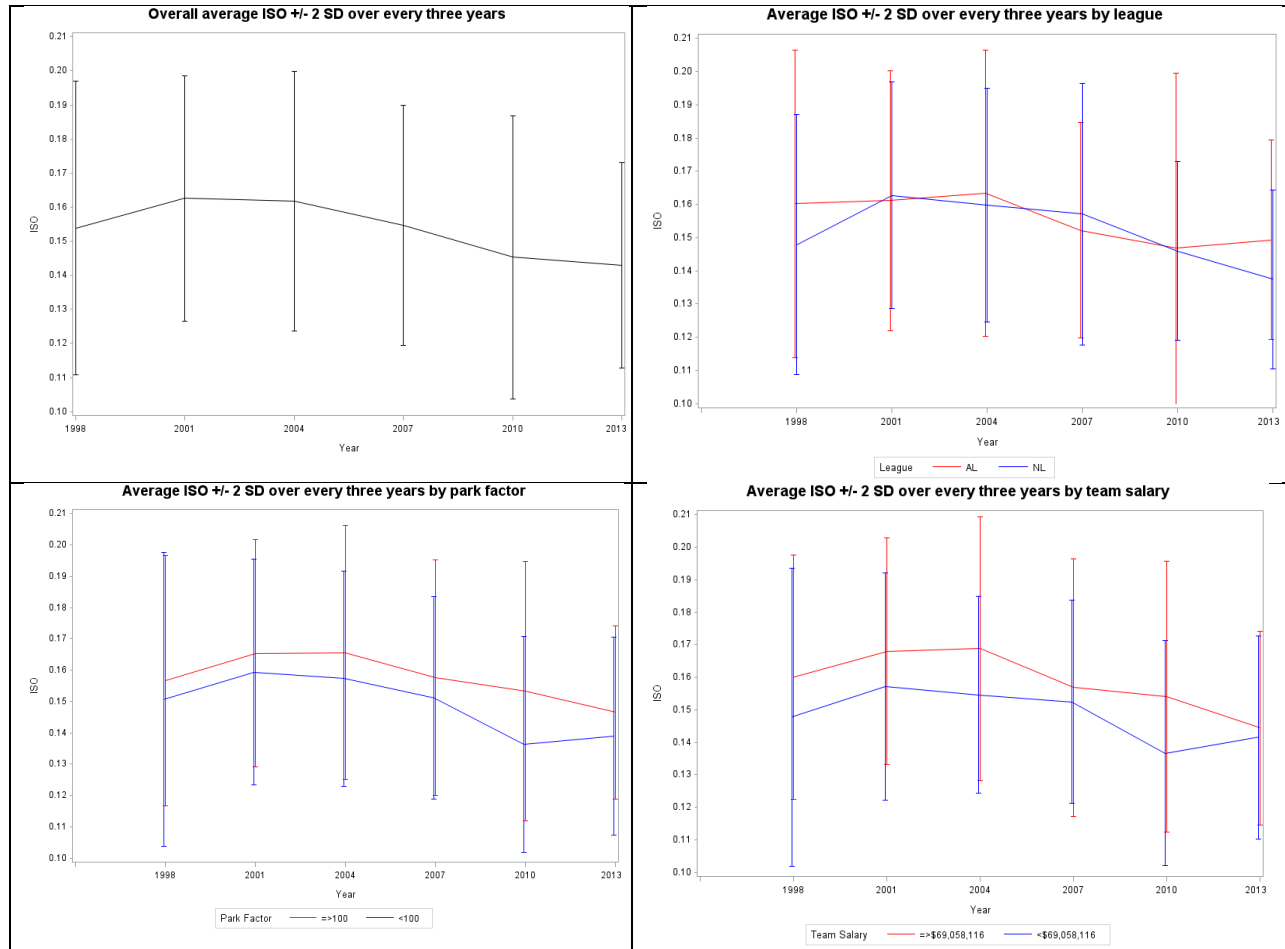 Overall average ISO +/- 2 SD over every three years
0.21
0.20
0.19
0.18
0.17
0.16
0.15
0.14
0.13
0.12
0.11
0.10
ISO
1998 2001 2004 2007 2010 2013
Year
Average ISO +/- 2 SD over every three years by league
0.21
0.20
0.19
0.18
0.17
0.16
0.15
0.14
0.13
0.12
0.11
0.10
ISO
1998 2001 2004 2007 2010 2013
Year
League AL NL
Average ISO +/- 2 SD over every three years by park factor
0.21
0.20
0.19
0.18
0.17
0.16
0.15
0.14
0.13
0.12
0.11
0.10
ISO
1998 2001 2004 2007 2010 2013
Year
Park Factor =>100 <100
Average ISO +/- 2 SD over every three years by team salary
0.21
0.20
0.19
0.18
0.17
0.16
0.15
0.14
0.13
0.12
0.11
0.10
ISO
1998 2001 2004 2007 2010 2013
Year
Team Salary =>$69,058,116 <$69,058,116